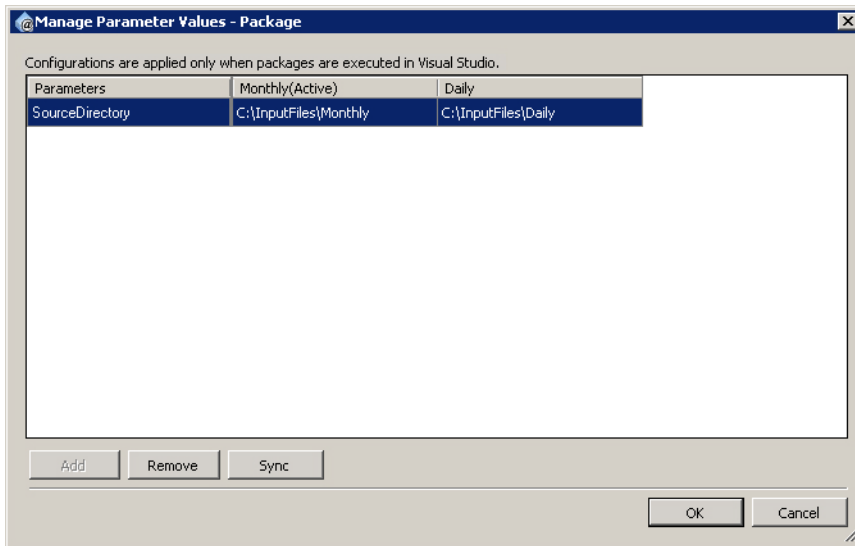 Manage Parameter Values - Package
Configurations are applied only when packages are executed in Visual Studio.
Parameters Monthly(Active) Daily
SourceDirectory C:\InputFiles\Monthly C:\InputFiles\Daily
Add Remove Sync
OK Cancel